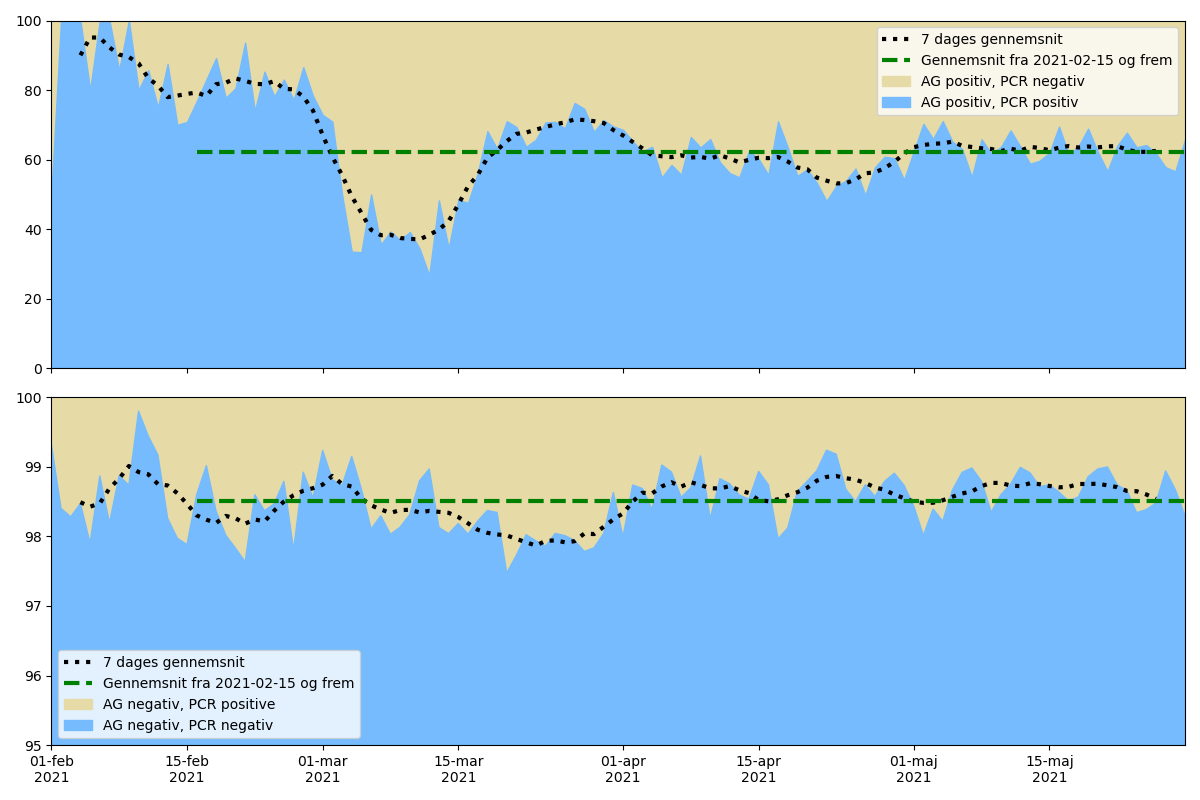 100
80
60
40
20
0
7 dages gennemsnit
Gennemsnit fra 2021-02-15 og frem
AG positiv, PCR negativ
AG positiv, PCR positiv
100
99
98
97
96
95
7 dages gennemsnit
Gennemsnit fra 2021-02-15 og frem
AG negativ, PCR positive
AG negativ, PCR negativ
01-feb
2021
15-feb
2021
01-mar
2021
15-mar
2021
01-apr
2021
15-apr
2021
01-maj
2021
15-maj
2021